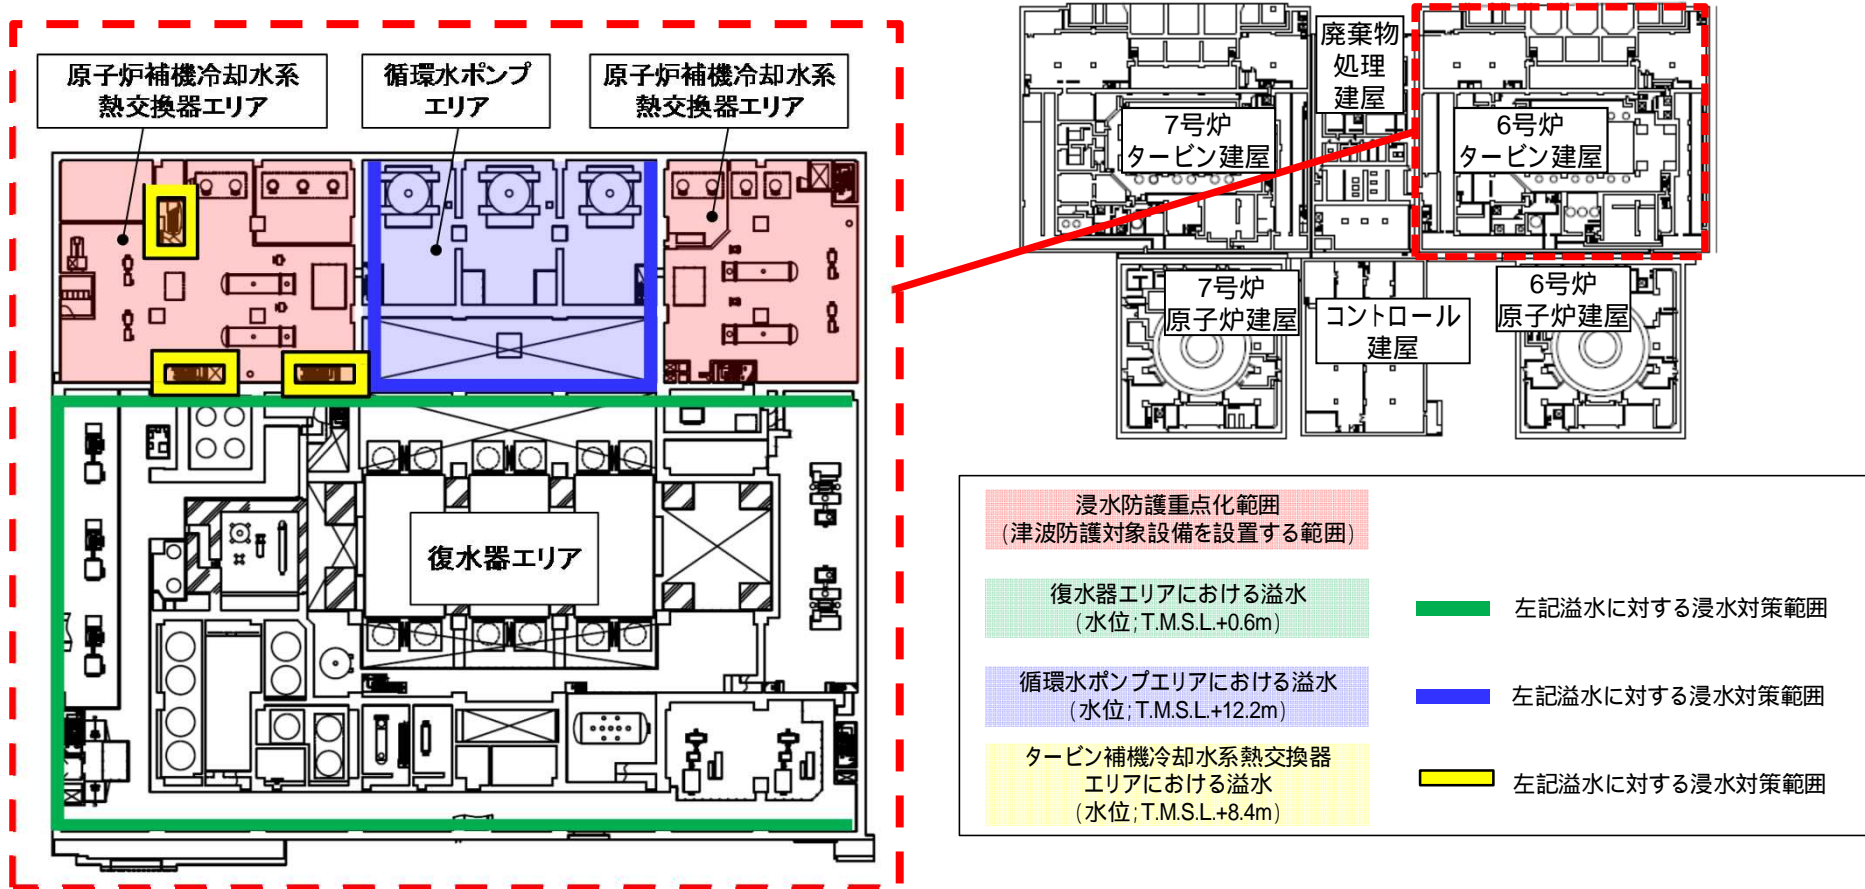 原子炉補機冷却水系
熱交換器エリア
循環水ポンプ
エリア
原子炉補機冷却水系
熱交換器エリア
復水器エリア
廃棄物
処理
建屋
7号炉
タービン建屋
6号炉
タービン建屋
7号炉
原子炉建屋
コントロール
建屋
6号炉
原子炉建屋
浸水防護重点化範囲
(津波防護対象設備を設置する範囲)
復水器エリアにおける溢水
(水位;T.M.S.L.+0.6m)
左記溢水に対する浸水対策範囲
循環水ポンプエリアにおける溢水
(水位;T.M.S.L.+12.2m)
左記溢水に対する浸水対策範囲
タービン補機冷却水系熱交換器
エリアにおける溢水
(水位;T.M.S.L.+8.4m)
左記溢水に対する浸水対策範囲